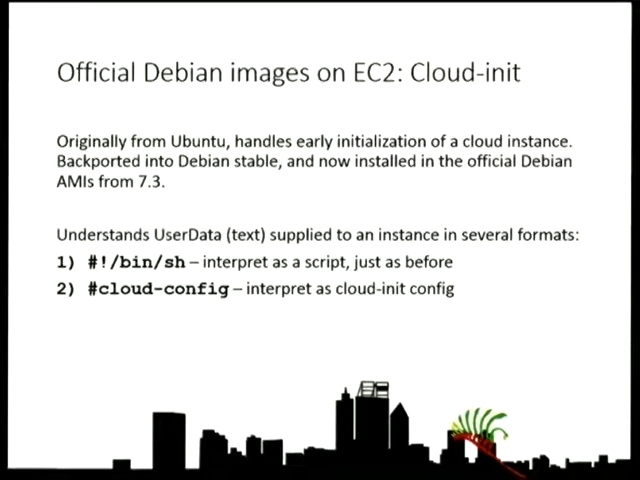 Official Debian images on EC2: Cloud-init
Originally from Ubuntu, handles early initialization of a cloud instance.
Backported into Debian stable, and now installed in the official Debian
AMIs from 7.3.
Understands UserData (text) supplied to an instance in several formats:
1) #!/bin/sh – interpret as a script, just as before
2) #cloud-config – interpret as cloud-init config